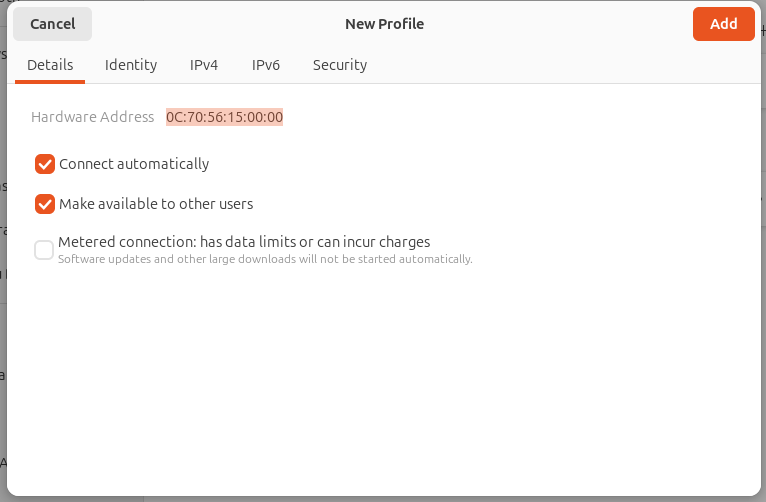 Cancel New Profile Add
Details Identity IPv4 IPv6 Security
Hardware Address 0C:70:56:15:00:00
Connect automatically
Make available to other users
Metered connection: has data limits or can incur charges
Software updates and other large downloads will not be started automatically.